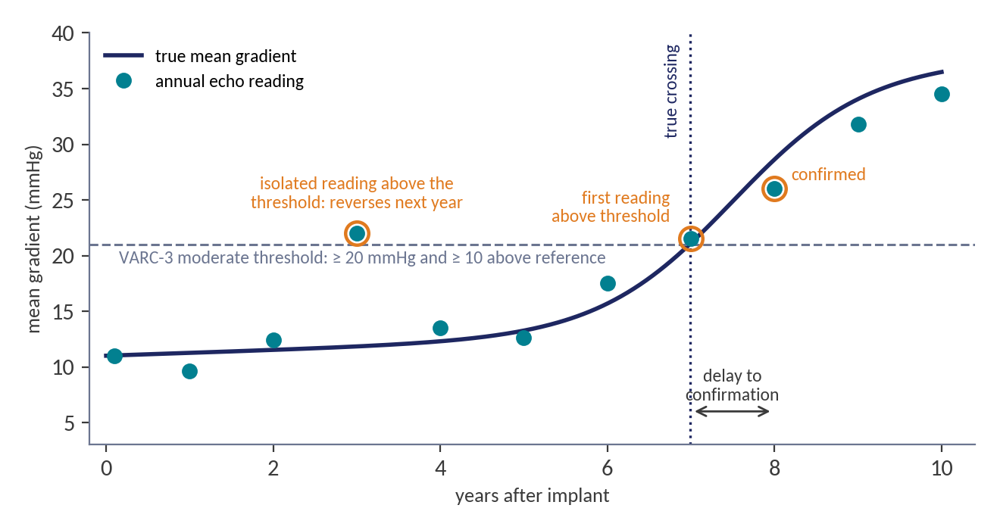 40
35
30
25
20
15
10
5
mean gradient (mmHg)
true mean gradient
annual echo reading
true crossing
isolated reading above the
threshold: reverses next year
first reading
above threshold
confirmed
VARC-3 moderate threshold: ≥ 20 mmHg and ≥ 10 above reference
delay to
confirmation
0
2
4
6
8
10
years after implant